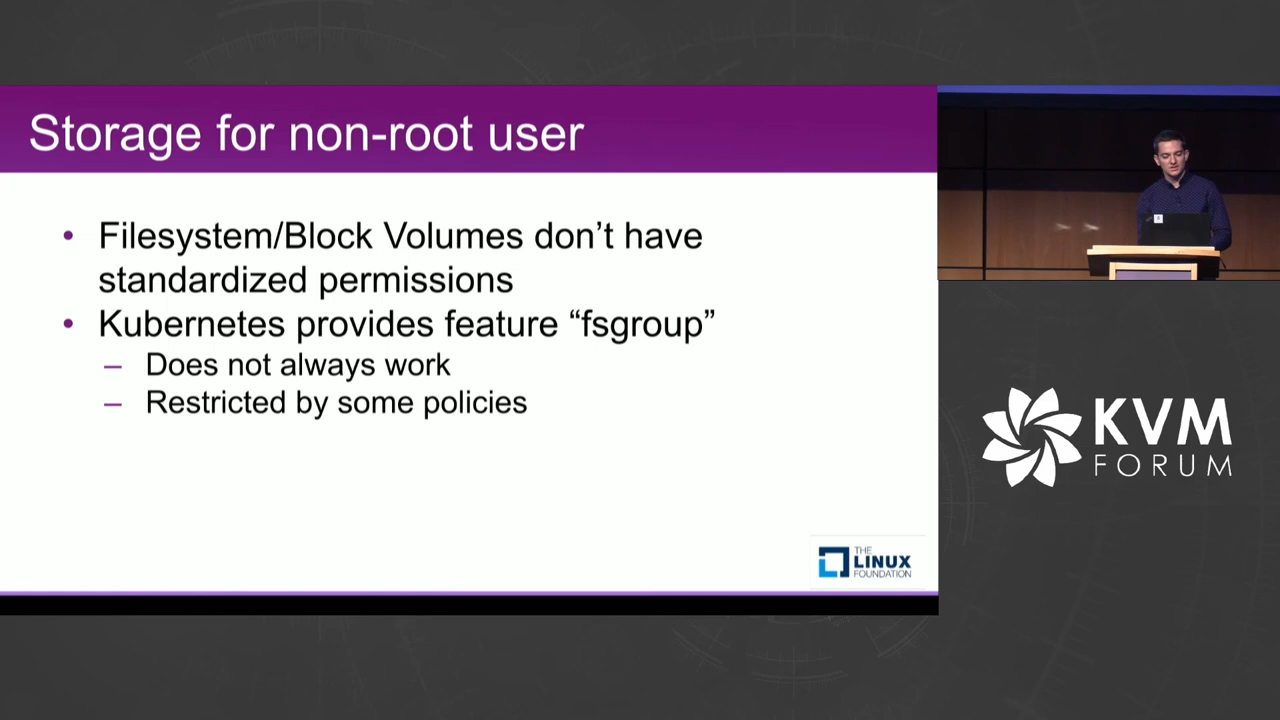 Storage for non-root user
• Filesystem/Block Volumes don’t have
standardized permissions
• Kubernetes provides feature “fsgroup”
– Does not always work
– Restricted by some policies
THE
LINUX
FOUNDATION
KVM
FORUM